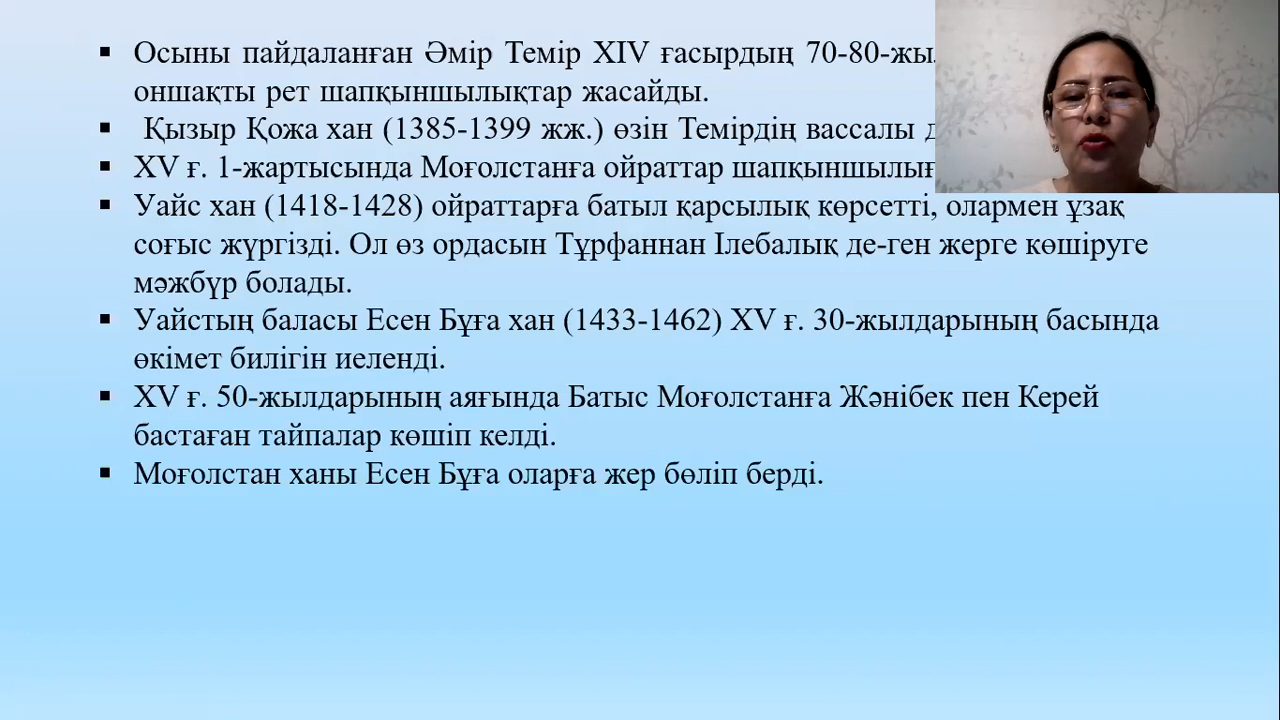 Осыны пайдаланған Әмір Темір XIV ғасырдың 70-80-
оншақты рет шапқыншылықтар жасайды.
Қызыр Қожа хан (1385-1399 жж.) өзін Темірдің вассалы
XV ғ. 1-жартысында Моғолстанға ойраттар
Уайс хан (1418-1428) ойраттарға батыл қарсылық көрсетті, олармен ұзақ
соғыс жүргізді. Ол өз ордасын Тұрфаннан Ілебалық де-ген жерге көшіруге
мәжбүр болады.
Уайстың баласы Есен Бұға хан (1433-1462) XV ғ. 30-жылдарының басында
өкімет билігін иеленді.
XV ғ. 50-жылдарының аяғында Батыс Моғолстанға Жәнібек пен Керей
бастаған тайпалар көшіп келді.
Моғолстан ханы Есен Бұға оларға жер бөліп берді.